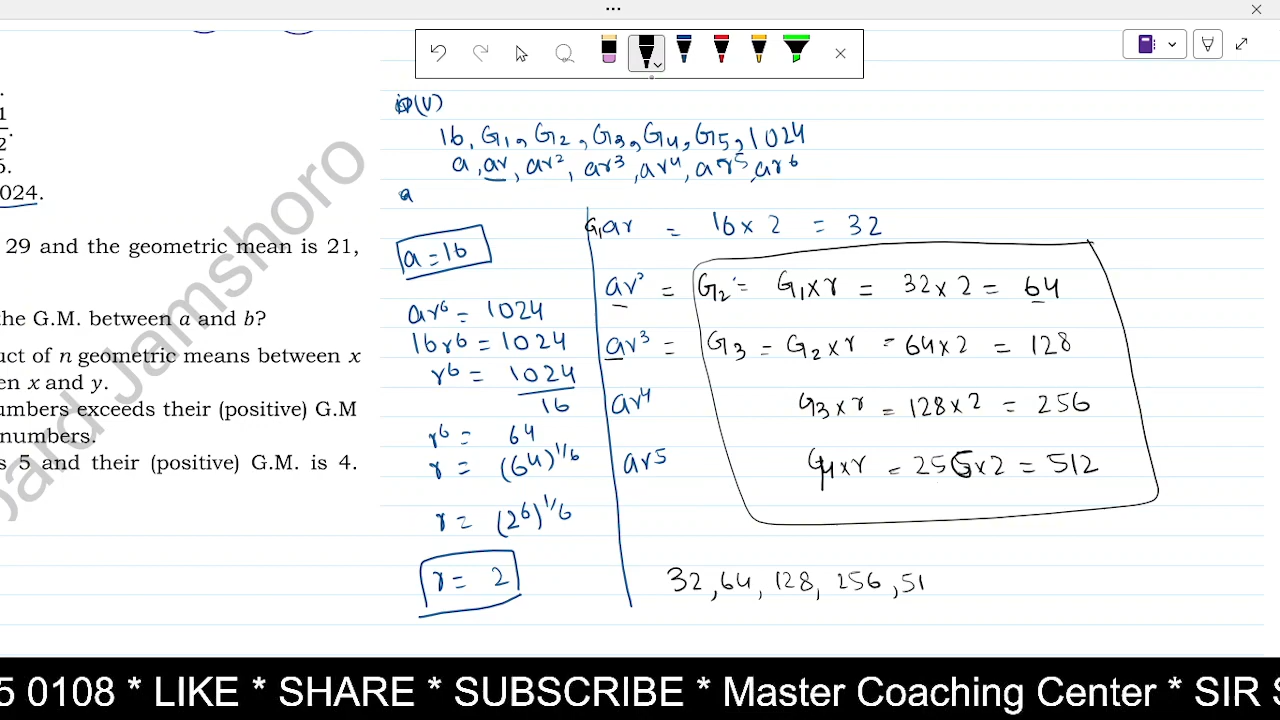 .
1
2
.
5.
024.
29 and the geometric mean is 21,
the G.M. between a and b?
uct of n geometric means between x
en x and y.
umbers exceeds their (positive) G.M
numbers.
s 5 and their (positive) G.M. is 4.
oard Jamshoro
(V)
16, G₁, G₂, G₃, G₄, G₅, 1024
a, ar, ar², ar³, ar⁴, ar⁵, ar⁶
a
a = 16
ar⁶ = 1024
16r⁶ = 1024
r⁶ = 1024
16
r⁶ = 64
r = (64)^1/6
r = (2⁶)^1/6
r = 2
G₁ ar = 16 × 2 = 32
ar² = G₂ = G₁×r = 32×2 = 64
ar³ = G₃ = G₂×r = 64×2 = 128
ar⁴ G₃×r = 128×2 = 256
ar⁵ G₄×r = 256×2 = 512
32, 64, 128, 256, 51
5 0108 * LIKE * SHARE * SUBSCRIBE * Master Coaching Center * SIR S